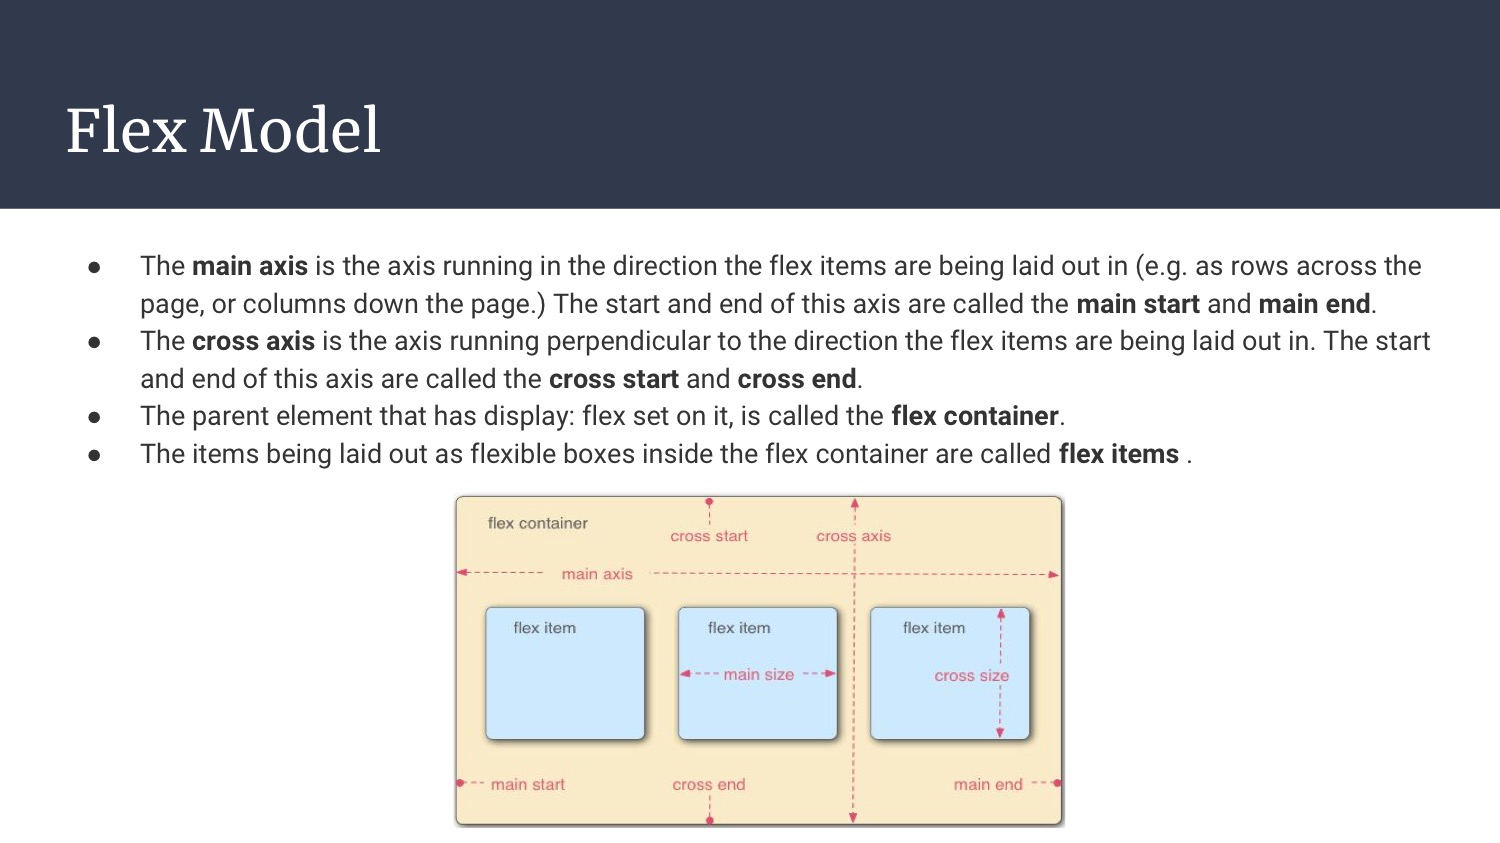 Flex Model
● The main axis is the axis running in the direction the flex items are being laid out in (e.g. as rows across the
page, or columns down the page.) The start and end of this axis are called the main start and main end.
● The cross axis is the axis running perpendicular to the direction the flex items are being laid out in. The start
and end of this axis are called the cross start and cross end.
● The parent element that has display: flex set on it, is called the flex container.
● The items being laid out as flexible boxes inside the flex container are called flex items .
flex container
cross start
cross axis
main axis
flex item
flex item
flex item
main size
cross size
main start
cross end
main end